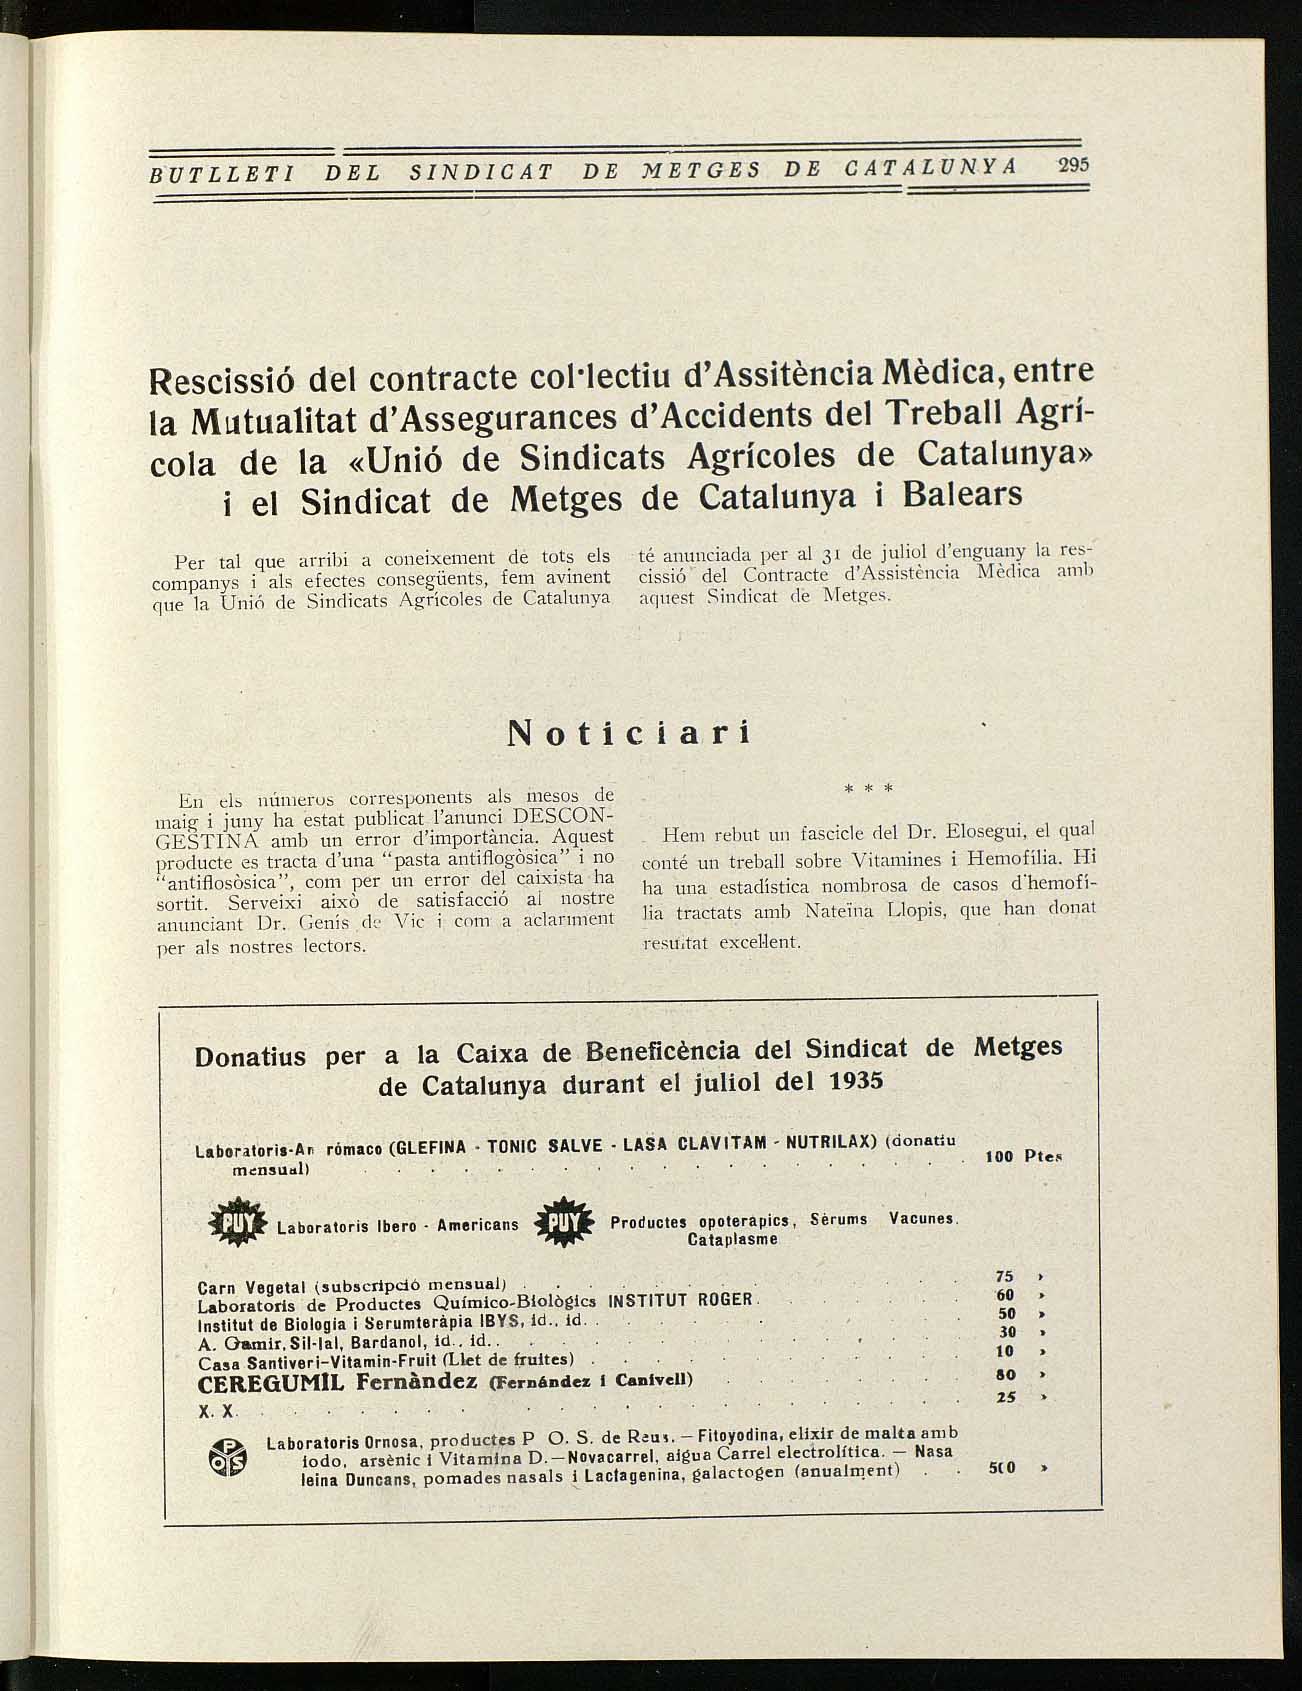 BUTLLETI DEL SINDICAT DE METGES DE CATALUNYA 295
Rescissió del contracte col·lectiu d'Assitència Mèdica, entre
la Mutualitat d'Assegurances d'Accidents del Treball Agrí-
cola de la «Unió de Sindicats Agrícoles de Catalunya»
i el Sindicat de Metges de Catalunya i Balears
Per tal que arribi a coneixement de tots els
companys i als efectes consegüents, fem avinent
que la Unió de Sindicats Agrícoles de Catalunya
té anunciada per al 31 de juliol d'enguany la res-
cissió del Contracte d'Assistència Mèdica amb
aquest Sindicat de Metges.
Noticiari
En els números corresponents als mesos de
maig i juny ha estat publicat l'anunci DESCON-
GESTINA amb un error d'importància. Aquest
producte es tracta d'una "pasta antiflogòsica" i no
"antiflosòsica", com per un error del caixista ha
sortit. Serveixi això de satisfacció al nostre
anunciant Dr. Genís de Vic i com a aclariment
per als nostres lectors.
* * *
Hem rebut un fascicle del Dr. Elosegui, el qual
conté un treball sobre Vitamines i Hemofília. Hi
ha una estadística nombrosa de casos d'hemofí-
lia tractats amb Nateïna Llopis, que han donat
resultat excel·lent.
Donatius per a la Caixa de Beneficència del Sindicat de Metges
de Catalunya durant el juliol del 1935
Laboratoris-An rómaco (GLEFINA - TONIC SALVE - LASA CLAVITAM - NUTRILAX) (donatiu
mensual) . . . . . . . . . . . . . . . . . . 100 Ptes
PUY Laboratoris Ibero - Americans PUY Productes opoteràpics, Sèrums Vacunes.
Cataplasme
Carn Vegetal (subscripció mensual) . . . . . . . . . . . 75 »
Laboratoris de Productes Químico-Biològics INSTITUT ROGER. . . . . . 60 »
Institut de Biologia i Serumteràpia IBYS, id., id. . . . . . . . . . 50 »
A. Gamir, Sil-lal, Bardanol, id., id. . . . . . . . . . . . 30 »
Casa Santiveri-Vitamin-Fruit (Llet de fruites) . . . . . . . . . 10 »
CEREGUMIL Fernàndez (Fernández i Canivell) . . . . . . . 80 »
X. X. . . . . . . . . . . . . . . . . . . . 25 »
POS Laboratoris Ornosa, productes P O. S. de Reus. — Fitoyodina, elixir de malta amb
iodo, arsènic i Vitamina D. — Novacarrel, aigua Carrel electrolítica. — Nasa
leina Duncans, pomades nasals i Lactagenina, galactogen (anualment) . . 500 »